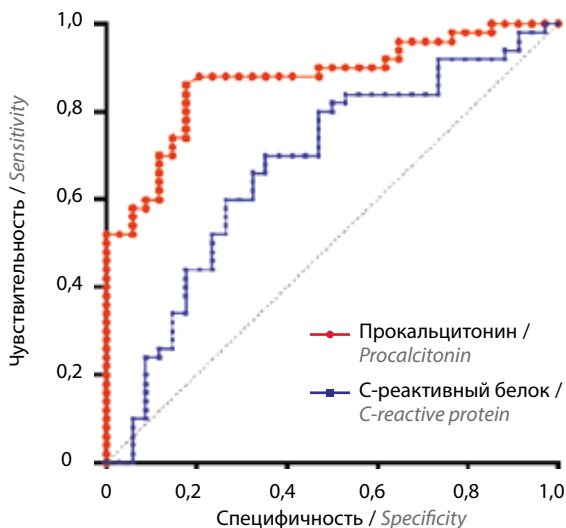 1,0
0,8
0,6
0,4
0,2
0
Чувствительность / Sensitivity
Прокальцитонин /
Procalcitonin
С-реактивный белок /
C-reactive protein
0
0,2
0,4
0,6
0,8
1,0
Специфичность / Specificity